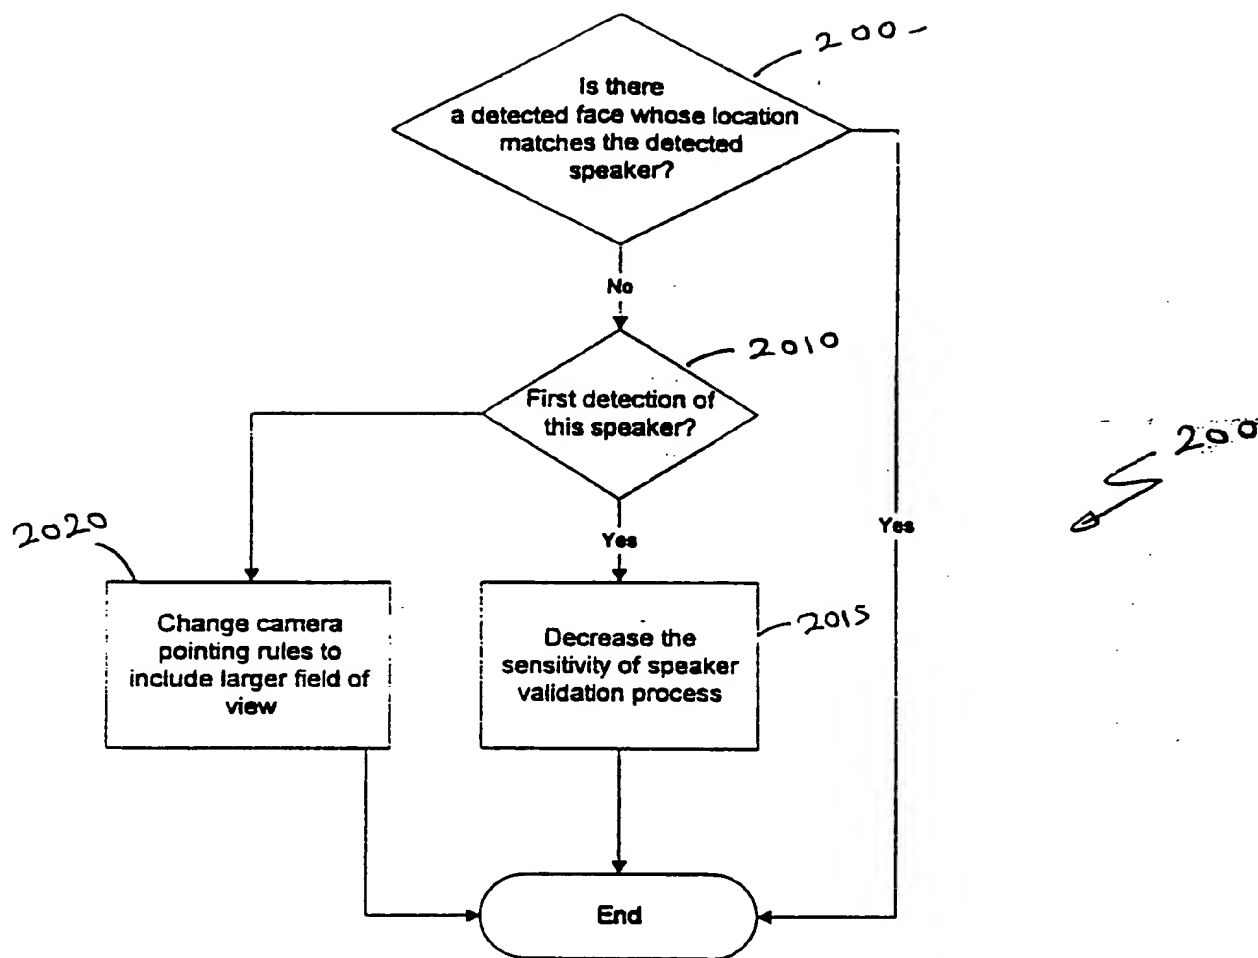 200-
Is there
a detected face whose location
matches the detected
speaker?
No
2010
First detection of
this speaker?
200
2020
Yes
Yes
Change camera
pointing rules to
include larger field of
view
Decrease the
sensitivity of speaker
validation process
2015
End